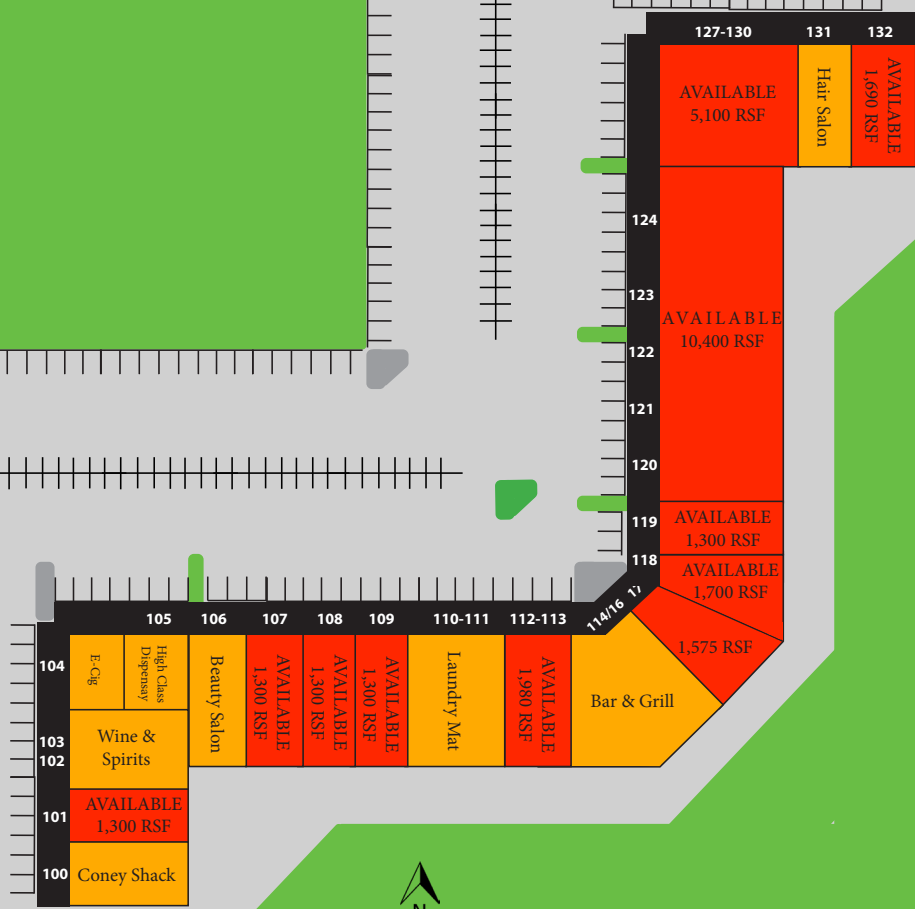 127-130
131
132
AVAILABLE
5,100 RSF
Hair Salon
AVAILABLE
1,690 RSF
124
123
AVAILABLE
10,400 RSF
122
121
120
119
AVAILABLE
1,300 RSF
118
AVAILABLE
1,700 RSF
17
114/16
1,575 RSF
Bar & Grill
105
106
107
108
109
110-111
112-113
104
E-Cig
High Class
Dispensay
Beauty Salon
AVAILABLE
1,300 RSF
AVAILABLE
1,300 RSF
AVAILABLE
1,300 RSF
Laundry Mat
AVAILABLE
1,980 RSF
103
102
Wine &
Spirits
101
AVAILABLE
1,300 RSF
100
Coney Shack
N